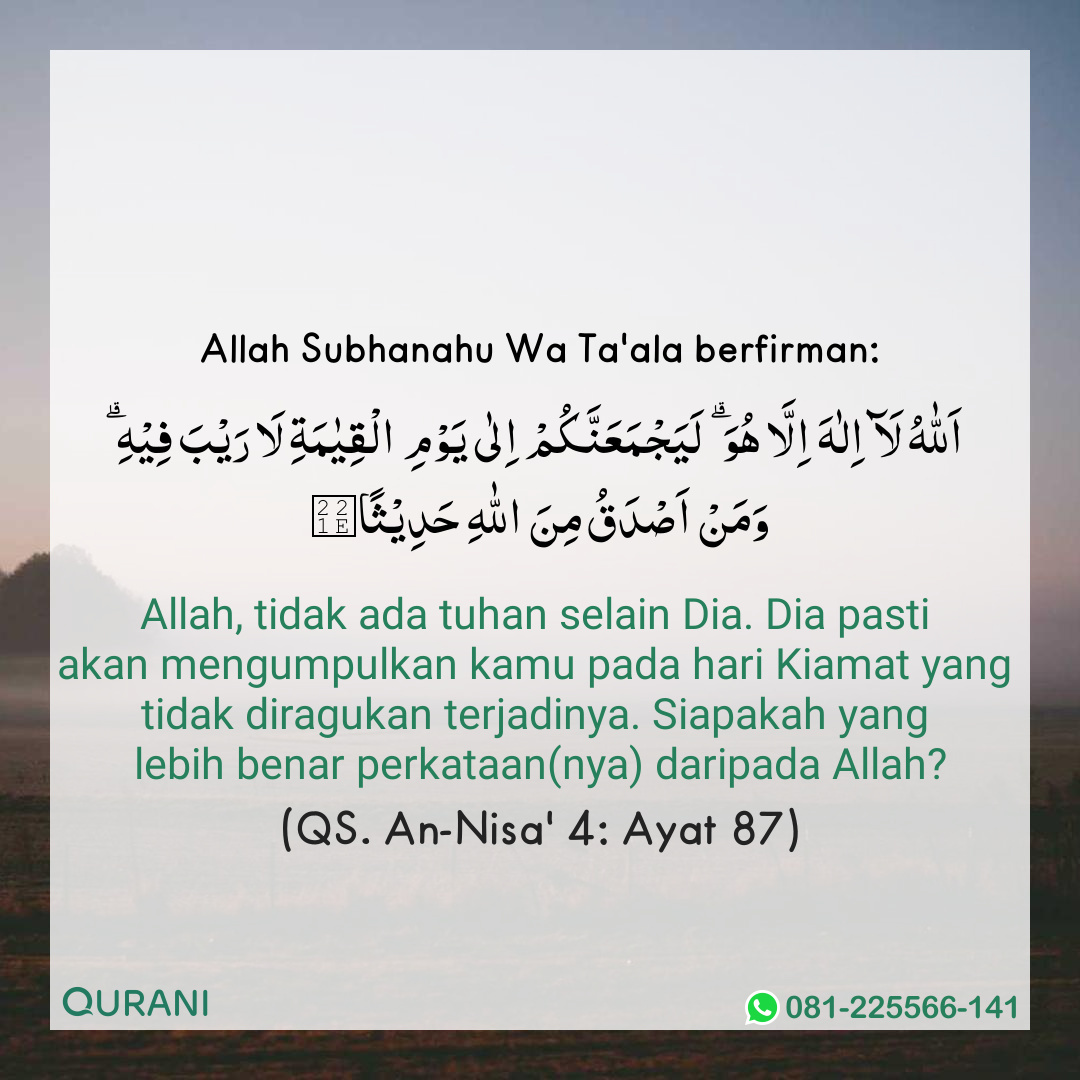 Allah Subhanahu Wa Ta'ala berfirman:
اَللّٰهُ لَاۤ اِلٰهَ اِلَّا هُوَ ۗ لَيَجْمَعَنَّكُمْ اِلٰى يَوْمِ الْقِيٰمَةِ لَا رَيْبَ فِيْهِ ۗ
وَمَنْ اَصْدَقُ مِنَ اللّٰهِ حَدِيْثًا
Allah, tidak ada tuhan selain Dia. Dia pasti
akan mengumpulkan kamu pada hari Kiamat yang
tidak diragukan terjadinya. Siapakah yang
lebih benar perkataan(nya) daripada Allah?
(QS. An-Nisa' 4: Ayat 87)
QURANI
081-225566-141